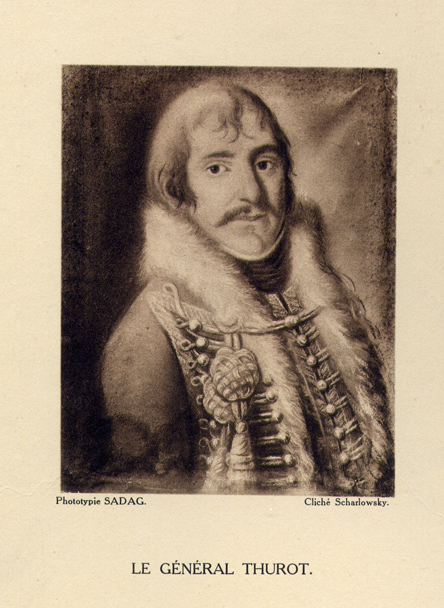 Phototypie SADAG. Cliché Scharlowsky.
LE GÉNÉRAL THUROT.